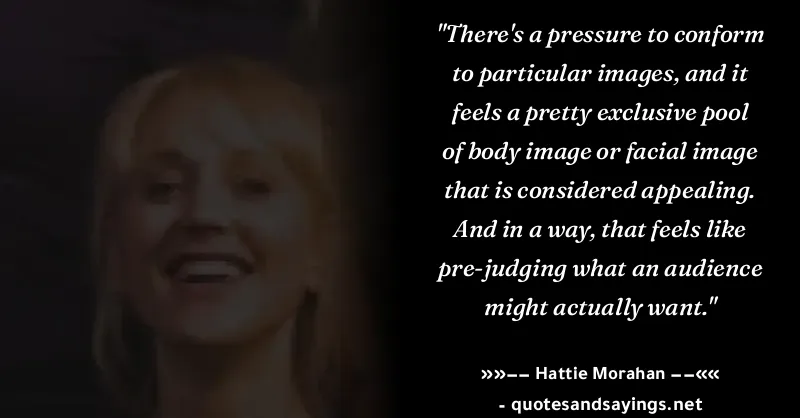 "There's a pressure to conform
to particular images, and it
feels a pretty exclusive pool
of body image or facial image
that is considered appealing.
And in a way, that feels like
pre-judging what an audience
might actually want."
»»−− Hattie Morahan −−««
- quotesandsayings.net